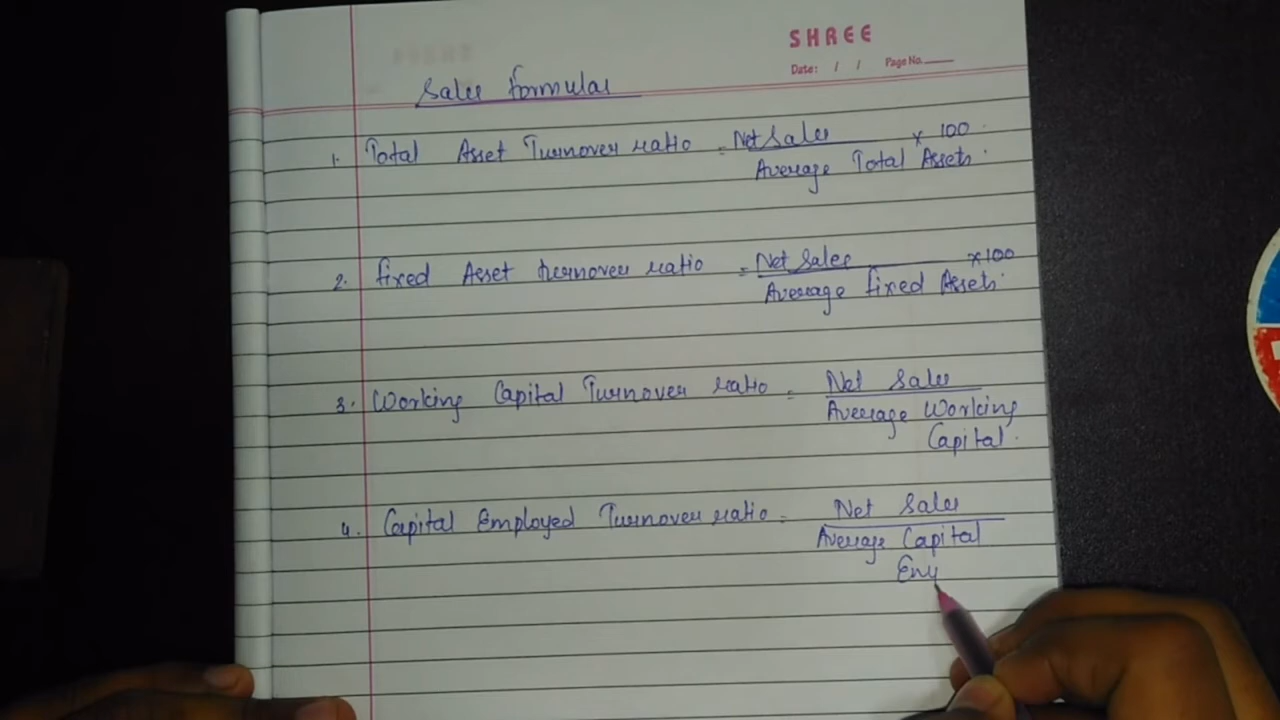 SHREE
Date: / / Page No.
Sales formulas
1. Total Asset Turnover ratio = Net Sales x 100
Average Total Assets.
2. fixed Asset turnover ratio = Net Sales x100
Average fixed Assets.
3. Working Capital Turnover ratio = Net Sales
Average Working
Capital.
4. Capital Employed Turnover ratio = Net Sales
Average Capital